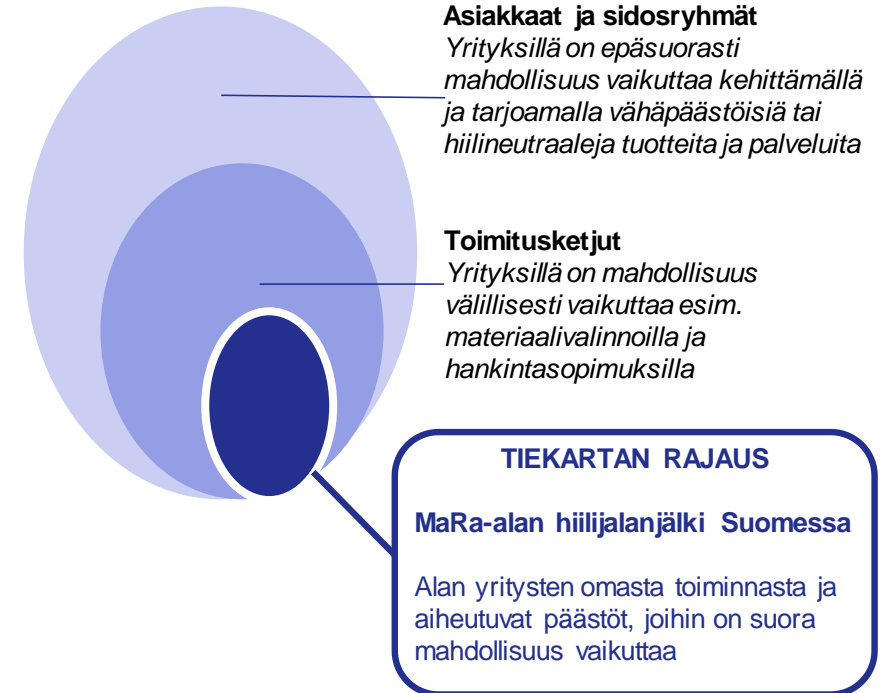 Asiakkaat ja sidosryhmät
Yrityksillä on epäsuorasti
mahdollisuus vaikuttaa kehittämällä
ja tarjoamalla vähäpäästöisiä tai
hiilineutraaleja tuotteita ja palveluita
Toimitusketjut
Yrityksillä on mahdollisuus
välillisesti vaikuttaa esim.
materiaalivalinnoilla ja
hankintasopimuksilla
TIEKARTAN RAJAUS
MaRa-alan hiilijalanjälki Suomessa
Alan yritysten omasta toiminnasta ja
aiheutuvat päästöt, joihin on suora
mahdollisuus vaikuttaa